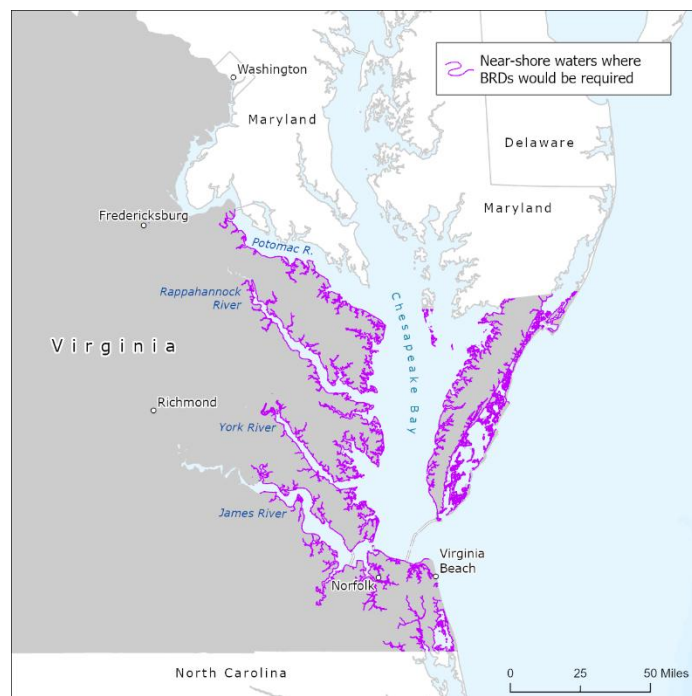 Near-shore waters where
BRDs would be required
Washington
Maryland
Delaware
Maryland
Fredericksburg
Potomac R.
Rappahannock
River
Chesapeake Bay
Virginia
Richmond
York River
James River
Virginia
Beach
Norfolk
North Carolina
0 25 50 Miles